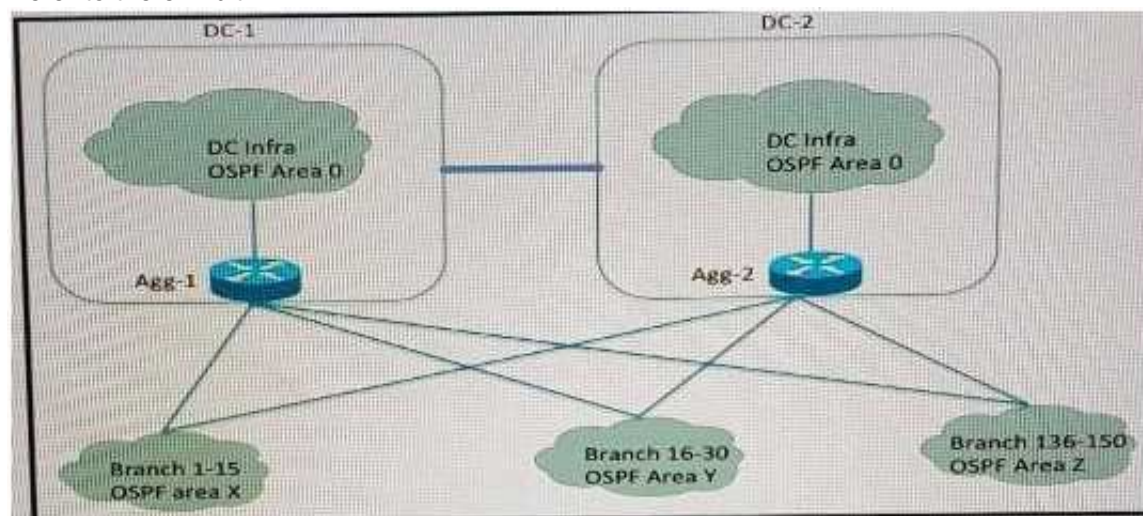 DC-1
DC-2
DC Infra
OSPF Area 0
DC Infra
OSPF Area 0
Agg-1
Agg-2
Branch 1-15
OSPF area X
Branch 16-30
OSPF Area Y
Branch 136-150
OSPF Area Z